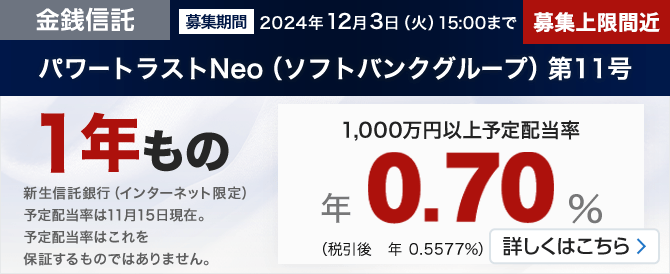 金銭信託
募集期間 2024年12月3日（火）15:00まで
募集上限間近
パワートラストNeo（ソフトバンクグループ）第11号
1年もの
新生信託銀行（インターネット限定）
予定配当率は11月15日現在。
予定配当率はこれを
保証するものではありません。
1,000万円以上予定配当率
年 0.70 %
（税引後　年 0.5577%）
詳しくはこちら